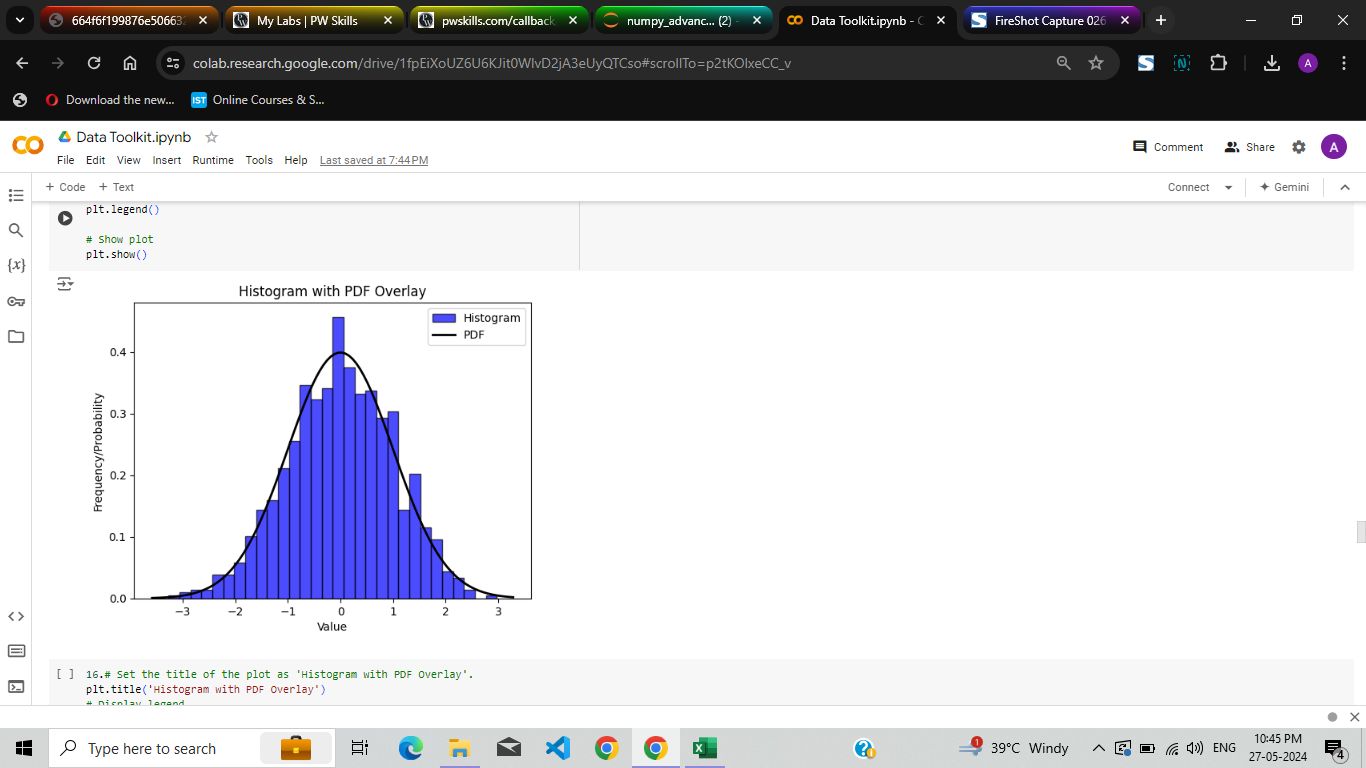 664f6f199876e506632
My Labs | PW Skills
pwskills.com/callback
numpy_advanc... (2) -
Data Toolkit.ipynb - C
FireShot Capture 026
colab.research.google.com/drive/1fpEiXoUZ6U6KJit0WlvD2jA3eUyQTCso#scrollTo=p2tKOlxeCC_v
A
Download the new...
IST
Online Courses & S...
Data Toolkit.ipynb
Comment
Share
A
File Edit View Insert Runtime Tools Help Last saved at 7:44 PM
+ Code + Text
Connect
Gemini
plt.legend()
# Show plot
plt.show()
{x}
Histogram with PDF Overlay
Histogram
PDF
0.4
0.3
0.2
0.1
0.0
Frequency/Probability
−3 −2 −1 0 1 2 3
Value
[ ] 16.# Set the title of the plot as 'Histogram with PDF Overlay'.
plt.title('Histogram with PDF Overlay')
# Display legend
Type here to search
1
39°C Windy
ENG
10:45 PM
27-05-2024
4